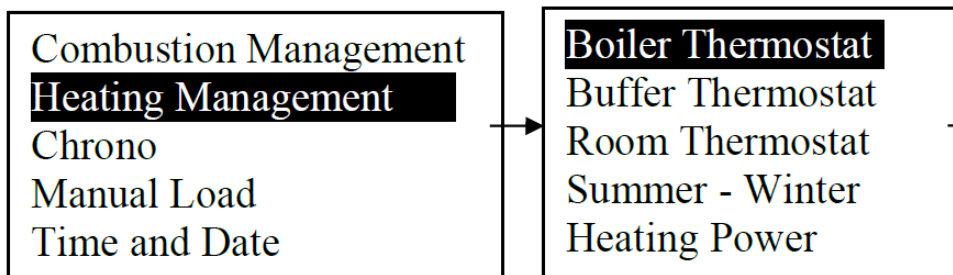 Combustion Management
Heating Management
Chrono
Manual Load
Time and Date
Boiler Thermostat
Buffer Thermostat
Room Thermostat
Summer - Winter
Heating Power